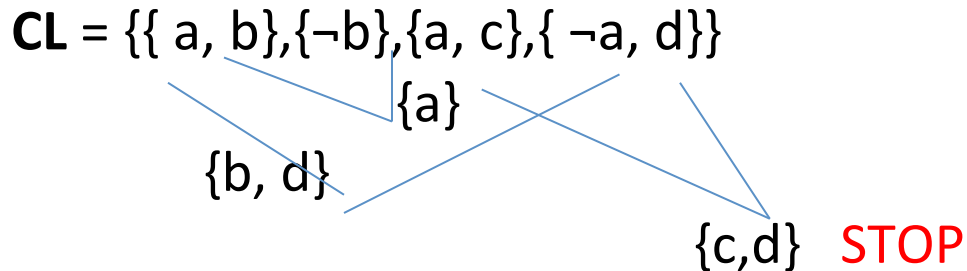 CL = {{ a, b},{¬b},{a, c},{ ¬a, d}}
{a}
{b, d}
{c,d} STOP